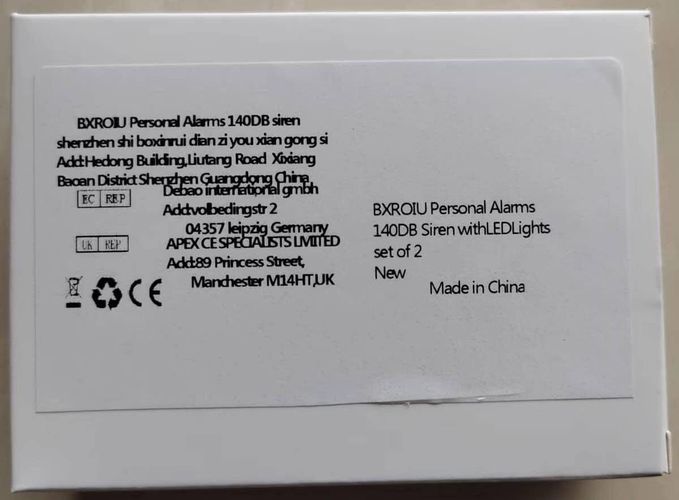 BXROIU Personal Alarms 140DB siren
shenzhen shi boxinrui dian zi you xian gong si
Add:Hedong Building,Liutang Road Xixiang
Baoan District Shenzhen Guangdong China
EC REP
Debao international gmbh
Add:volbedingstr 2
04357 leipzig Germany
UK REP
APEX CE SPECIALISTS LIMITED
Add:89 Princess Street,
Manchester M14HT,UK
CE
BXROIU Personal Alarms
140DB Siren withLEDLights
set of 2
New
Made in China